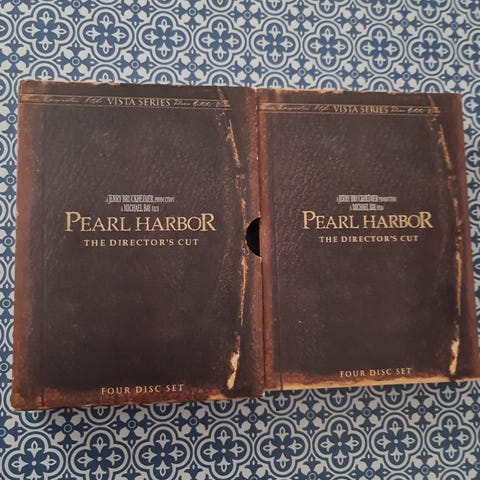 VISTA SERIES
A JERRY BRUCKHEIMER PRODUCTION
A MICHAEL BAY FILM
PEARL HARBOR
THE DIRECTOR'S CUT
FOUR DISC SET
VISTA SERIES
A JERRY BRUCKHEIMER PRODUCTION
A MICHAEL BAY FILM
PEARL HARBOR
THE DIRECTOR'S CUT
FOUR DISC SET